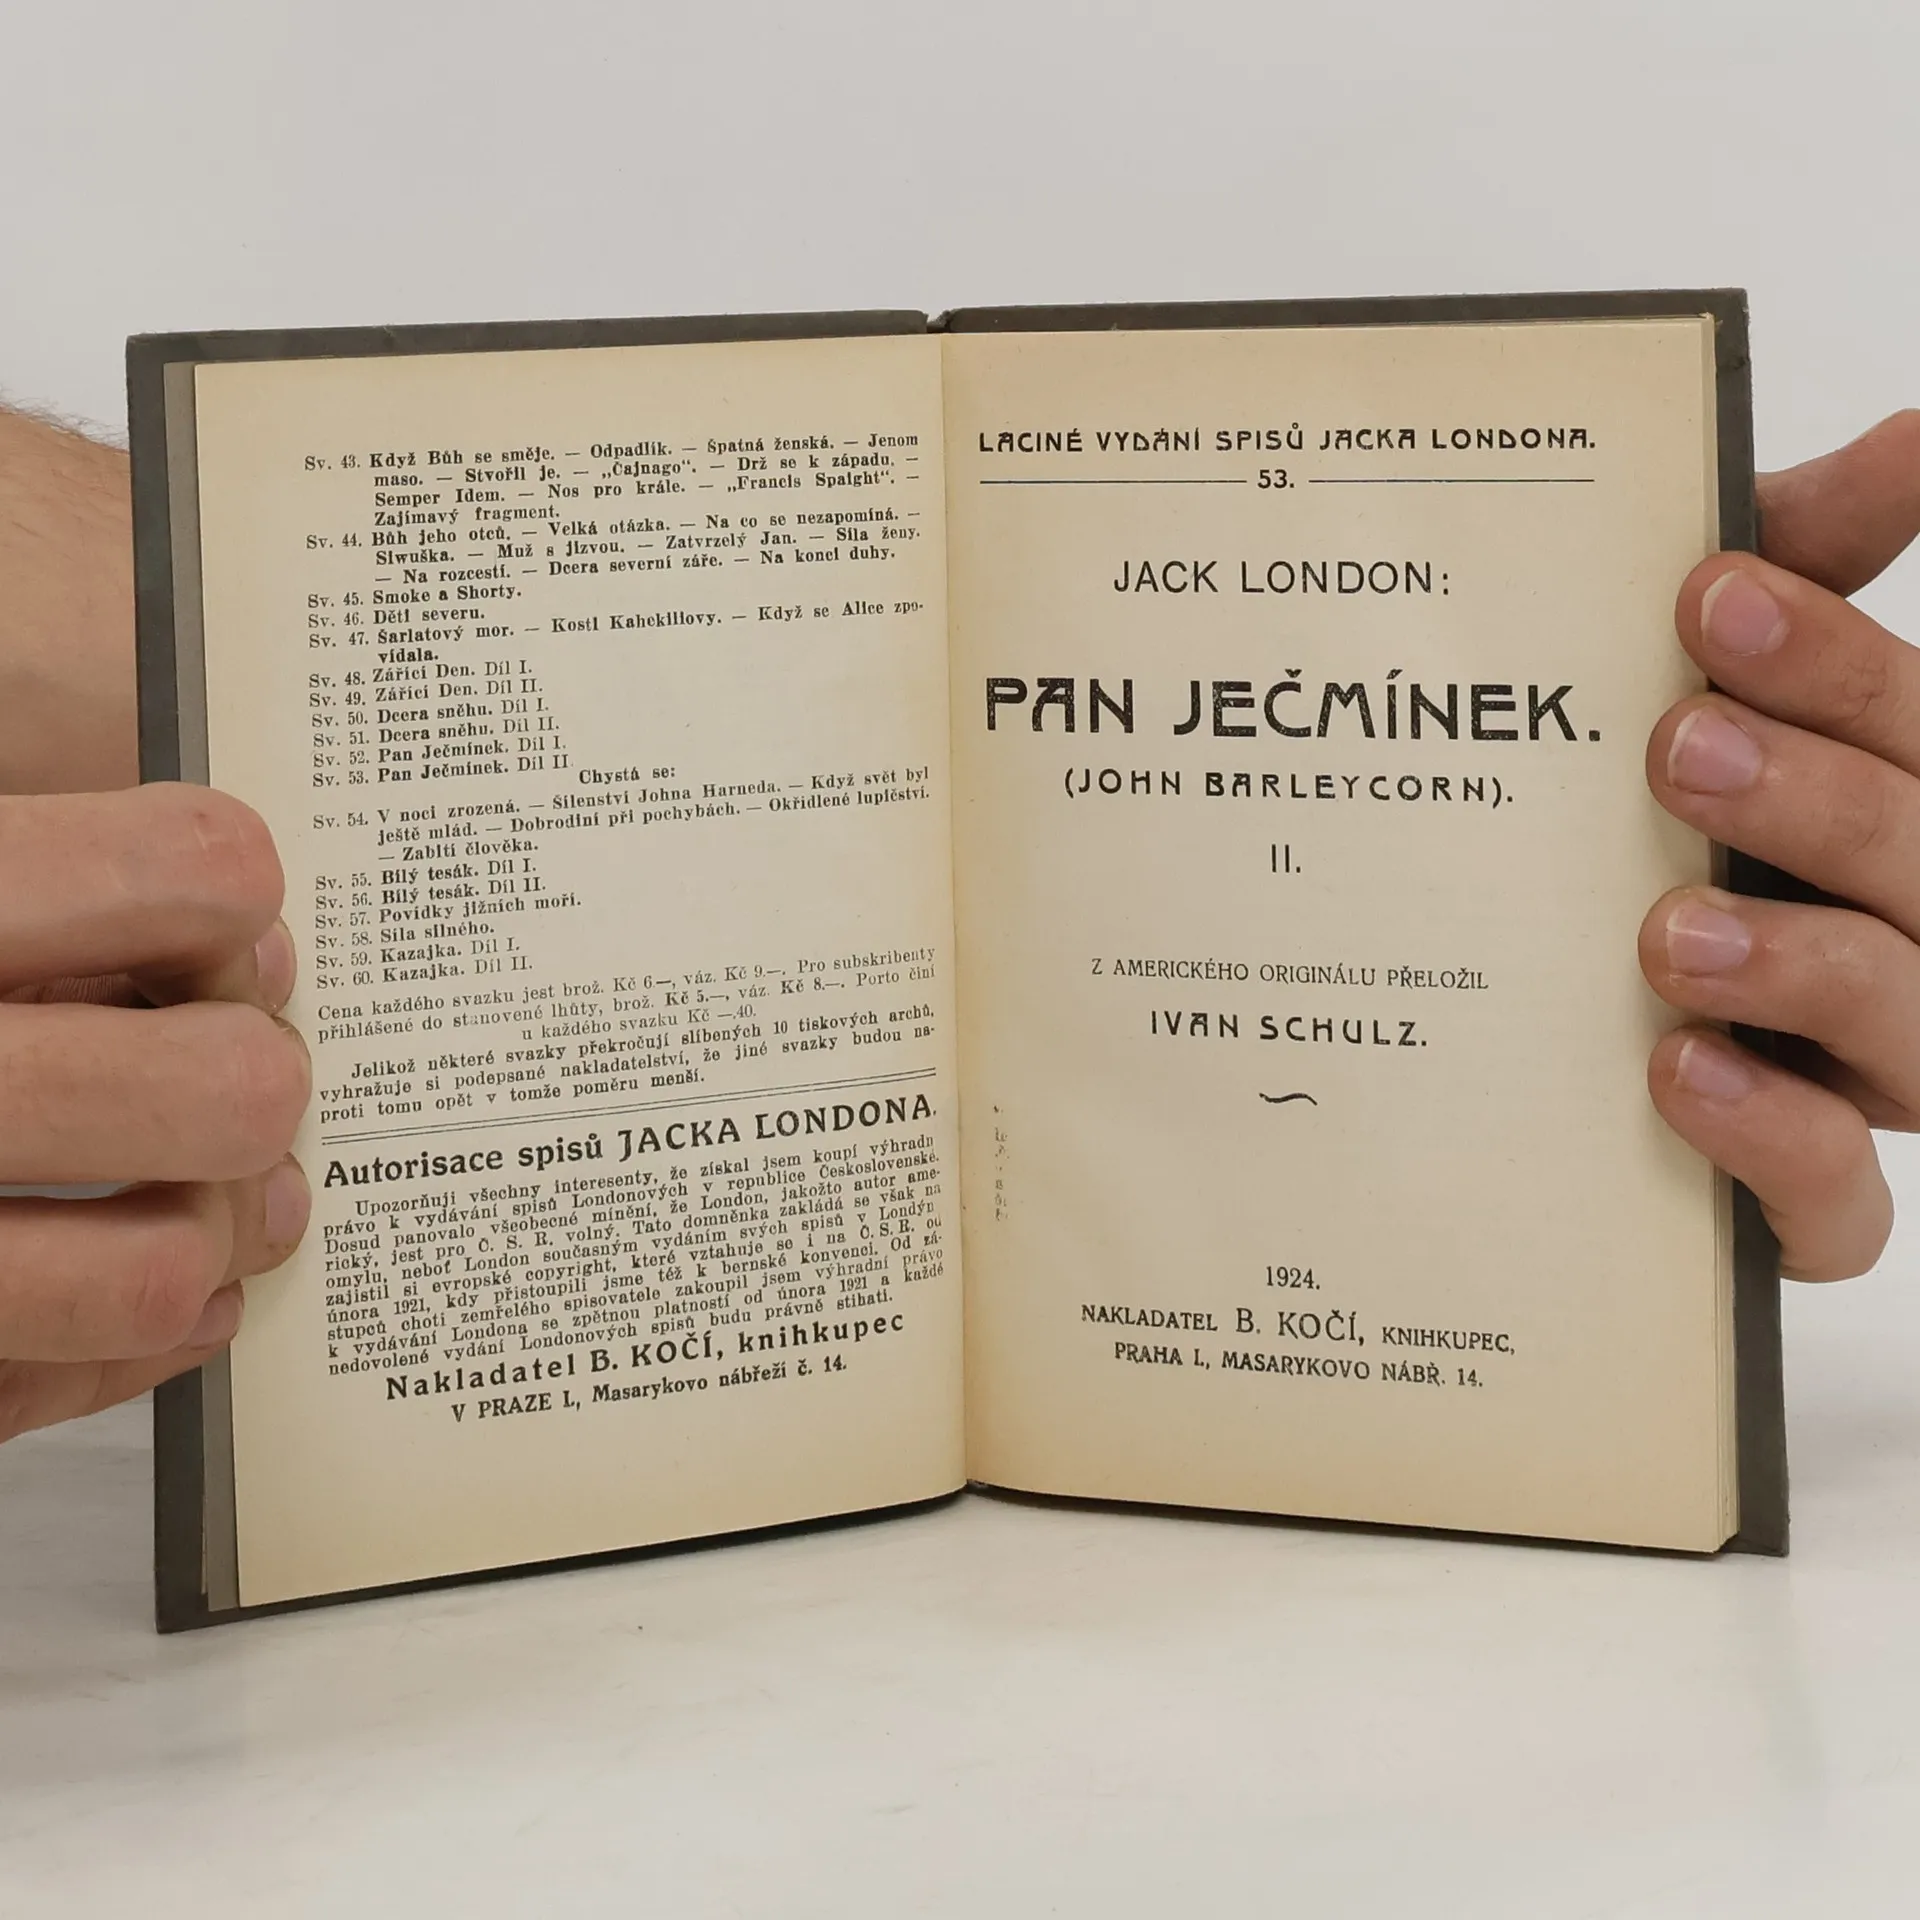 Sv. 43. Když Bůh se směje. — Odpadlík. — Špatná ženská. — Jenom
maso. — Stvořil je. — „Čajnago“. — Drž se k západu. —
Semper Idem. — Nos pro krále. — „Francis Spaight“. —
Zajímavý fragment.
Sv. 44. Bůh jeho otců. — Velká otázka. — Na co se nezapomíná. —
Siwuška. — Muž s jizvou. — Zatvrzelý Jan. — Síla ženy.
— Na rozcestí. — Dcera severní záře. — Na konci duhy.
Sv. 45. Smoke a Shorty.
Sv. 46. Děti severu.
Sv. 47. Šarlatový mor. — Kosti Kahekiliovy. — Když se Alice zpo-
vídala.
Sv. 48. Zářící Den. Díl I.
Sv. 49. Zářící Den. Díl II.
Sv. 50. Dcera sněhu. Díl I.
Sv. 51. Dcera sněhu. Díl II.
Sv. 52. Pan Ječmínek. Díl I.
Sv. 53. Pan Ječmínek. Díl II.
Chystá se:
Sv. 54. V noci zrozená. — Šílenství Johna Harneda. — Když svět byl
ještě mlád. — Dobrodiní při pochybách. — Okřídlené lupičství.
— Zabití člověka.
Sv. 55. Bílý tesák. Díl I.
Sv. 56. Bílý tesák. Díl II.
Sv. 57. Povídky jižních moří.
Sv. 58. Síla silného.
Sv. 59. Kazajka. Díl I.
Sv. 60. Kazajka. Díl II.
Cena každého svazku jest brož. Kč 6—, váz. Kč 9.—. Pro subskribenty
přihlášené do stanovené lhůty, brož. Kč 5.—, váz. Kč 8.—. Porto činí
u každého svazku Kč —.40.
Jelikož některé svazky překročují slíbených 10 tiskových archů,
vyhražuje si podepsané nakladatelství, že jiné svazky budou na-
proti tomu opět v tomže poměru menší.
Autorisace spisů JACKA LONDONA.
Upozorňuji všechny interesenty, že získal jsem koupí výhradn
právo k vydávání spisů Londonových v republice Československé.
Dosud panovalo všeobecné mínění, že London, jakožto autor ame-
rický, jest pro Č. S. R. volný. Tato domněnka zakládá se však na
omylu, neboť London současným vydáním svých spisů v Londýn
zajistil si evropské copyright, které vztahuje se i na Č. S. R. od
února 1921, kdy přistoupili jsme též k bernské konvenci. Od zá-
stupců choti zemřelého spisovatele zakoupil jsem výhradní právo
k vydávání Londona se zpětnou platností od února 1921 a každé
nedovolené vydání Londonových spisů budu právně stíhati.
Nakladatel B. KOČÍ, knihkupec
V PRAZE I., Masarykovo nábřeží č. 14.
LACINÉ VYDÁNÍ SPISŮ JACKA LONDONA.
53.
JACK LONDON:
PAN JEČMÍNEK.
(JOHN BARLEYCORN).
II.
Z AMERICKÉHO ORIGINÁLU PŘELOŽIL
IVAN SCHULZ.
1924.
NAKLADATEL B. KOČÍ, KNIHKUPEC,
PRAHA I., MASARYKOVO NÁBŘ. 14.